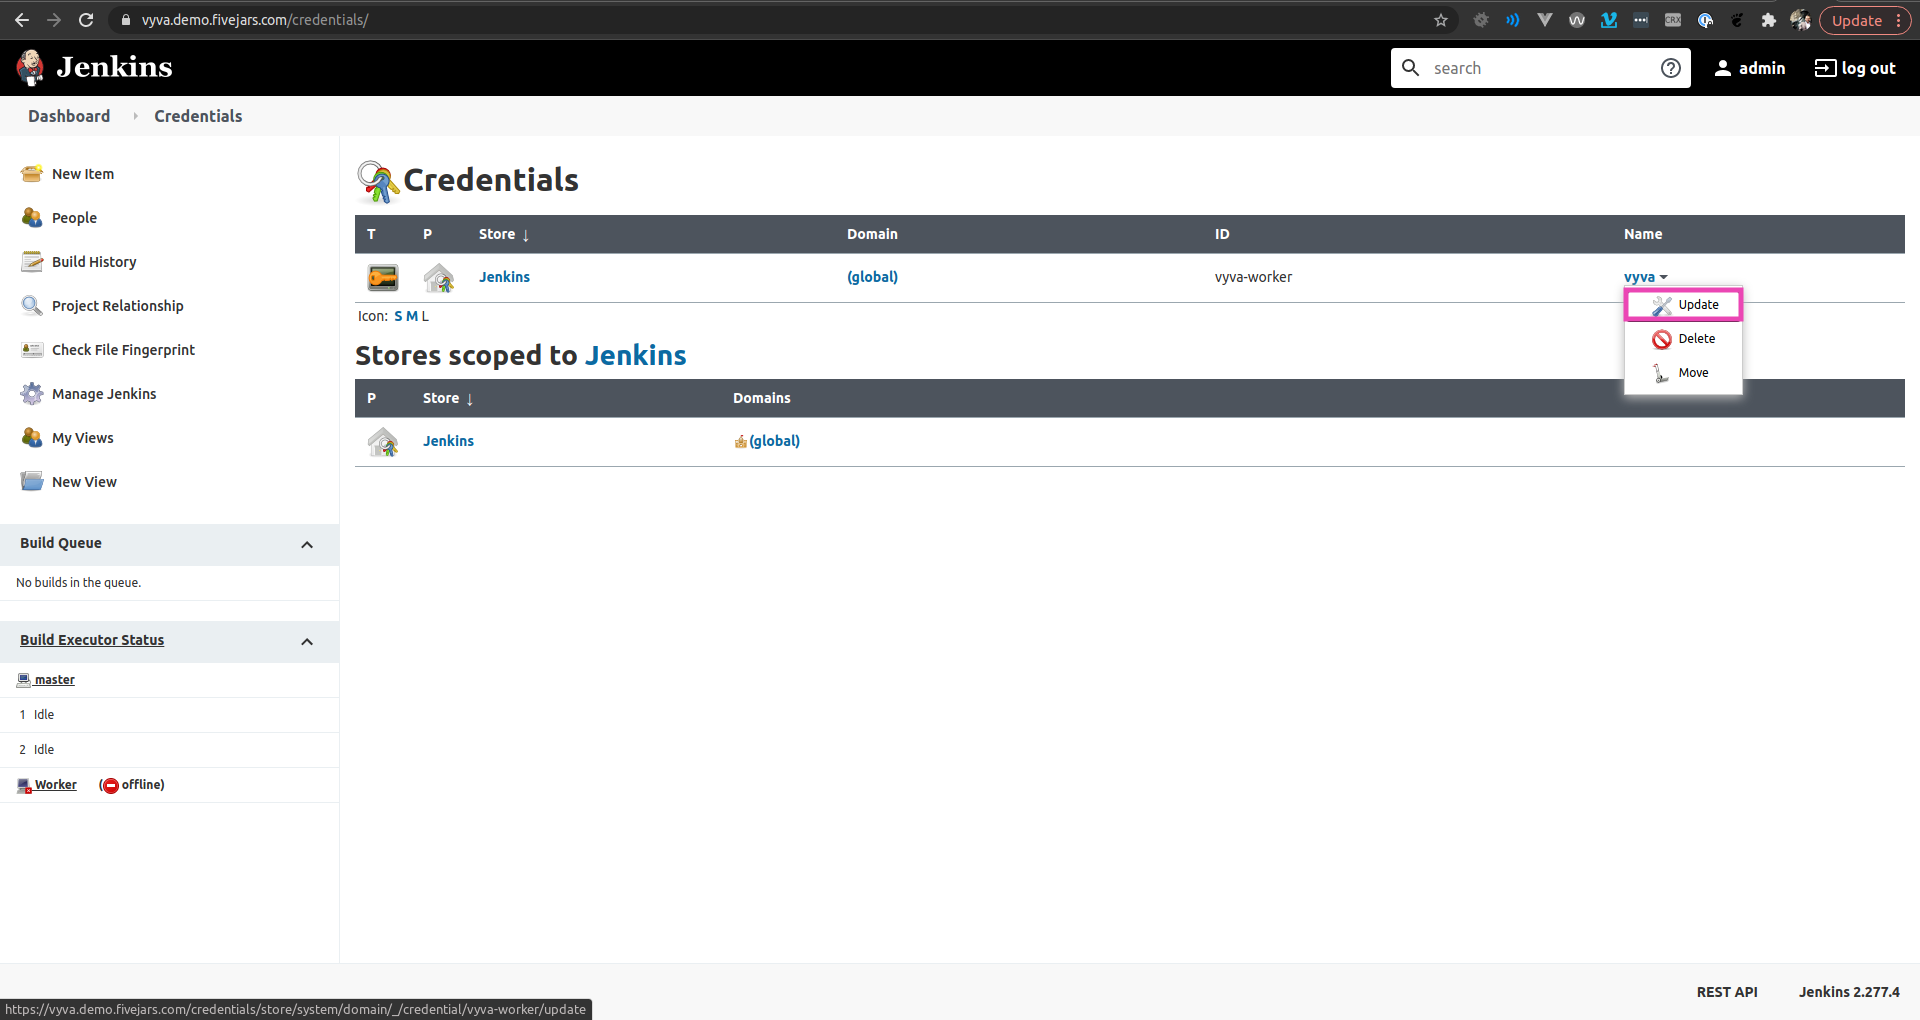 vyva.demo.fivejars.com/credentials/
CRX
Update
Jenkins
search
admin
log out
Dashboard
Credentials
New Item
People
Build History
Project Relationship
Check File Fingerprint
Manage Jenkins
My Views
New View
Build Queue
No builds in the queue.
Build Executor Status
master
1 Idle
2 Idle
Worker (offline)
Credentials
T P Store ↓ Domain ID Name
Jenkins (global) vyva-worker vyva
Update
Delete
Move
Icon: S M L
Stores scoped to Jenkins
P Store ↓ Domains
Jenkins (global)
REST API Jenkins 2.277.4
https://vyva.demo.fivejars.com/credentials/store/system/domain/_/credential/vyva-worker/update